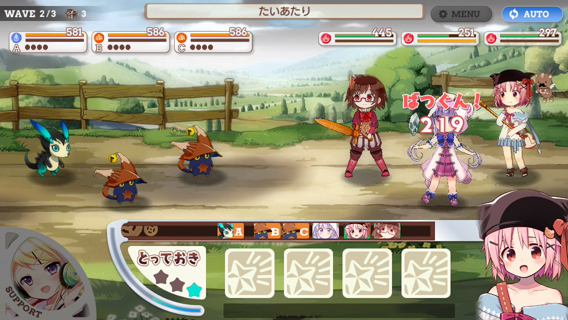 WAVE 2/3 3
たいあたり
MENU
AUTO
581
A
586
B
586
C
445
251
297
ばつぐん!
219
A B C
とっておき
SUPPORT